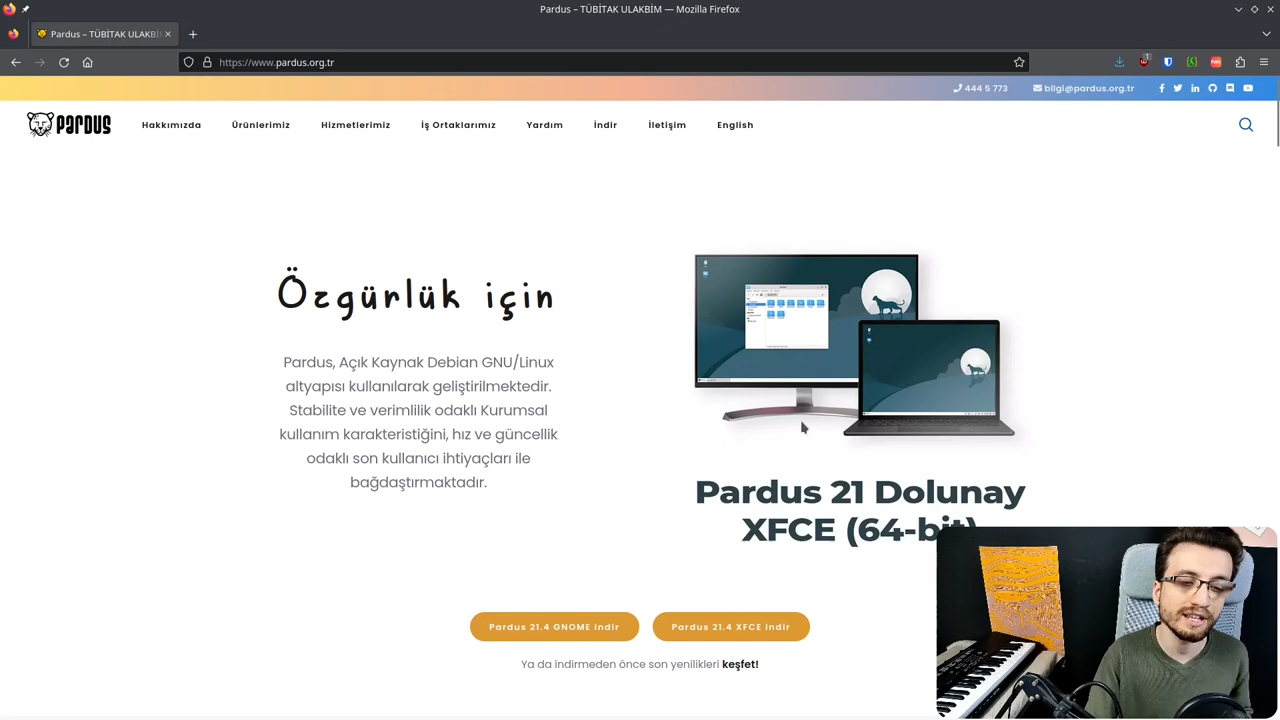 Pardus – TÜBİTAK ULAKBİM — Mozilla Firefox
Pardus – TÜBİTAK ULAKBİ
https://www.pardus.org.tr
444 5 773
bilgi@pardus.org.tr
PARDUS
Hakkımızda
Ürünlerimiz
Hizmetlerimiz
İş Ortaklarımız
Yardım
İndir
İletişim
English
Özgürlük için
Pardus, Açık Kaynak Debian GNU/Linux
altyapısı kullanılarak geliştirilmektedir.
Stabilite ve verimlilik odaklı Kurumsal
kullanım karakteristiğini, hız ve güncellik
odaklı son kullanıcı ihtiyaçları ile
bağdaştırmaktadır.
Pardus 21 Dolunay
XFCE (64-bit)
Pardus 21.4 GNOME İndir
Pardus 21.4 XFCE İndir
Ya da indirmeden önce son yenilikleri keşfet!